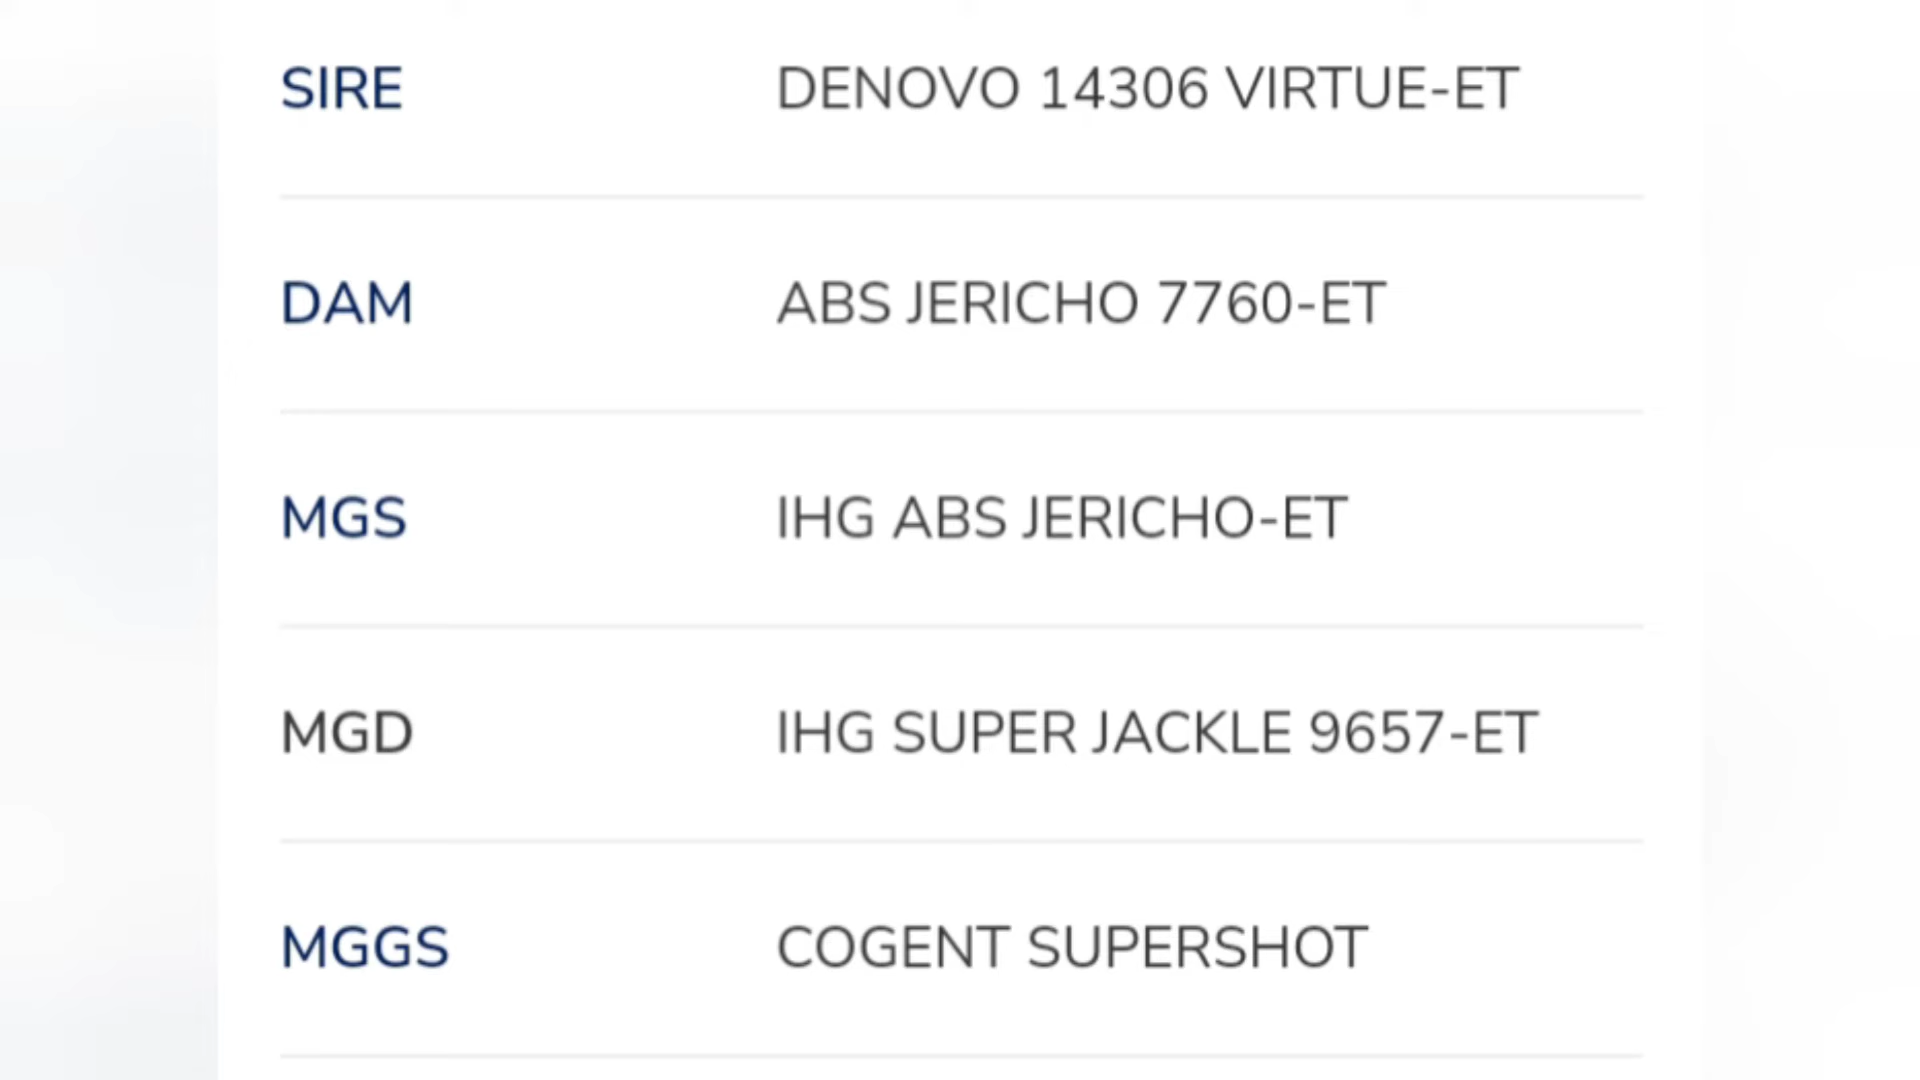 SIRE DENOVO 14306 VIRTUE-ET
DAM ABS JERICHO 7760-ET
MGS IHG ABS JERICHO-ET
MGD IHG SUPER JACKLE 9657-ET
MGGS COGENT SUPERSHOT